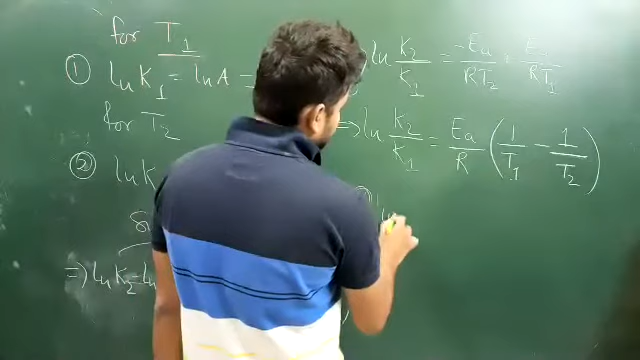 for T₁
① ln K₁ = ln A =
for T₂
② ln K
=> ln K₂ - ln
ln K₂/K₁ = -Ea/RT₂ + Ea/RT₁
=> ln K₂/K₁ = Ea/R (1/T₁ - 1/T₂)